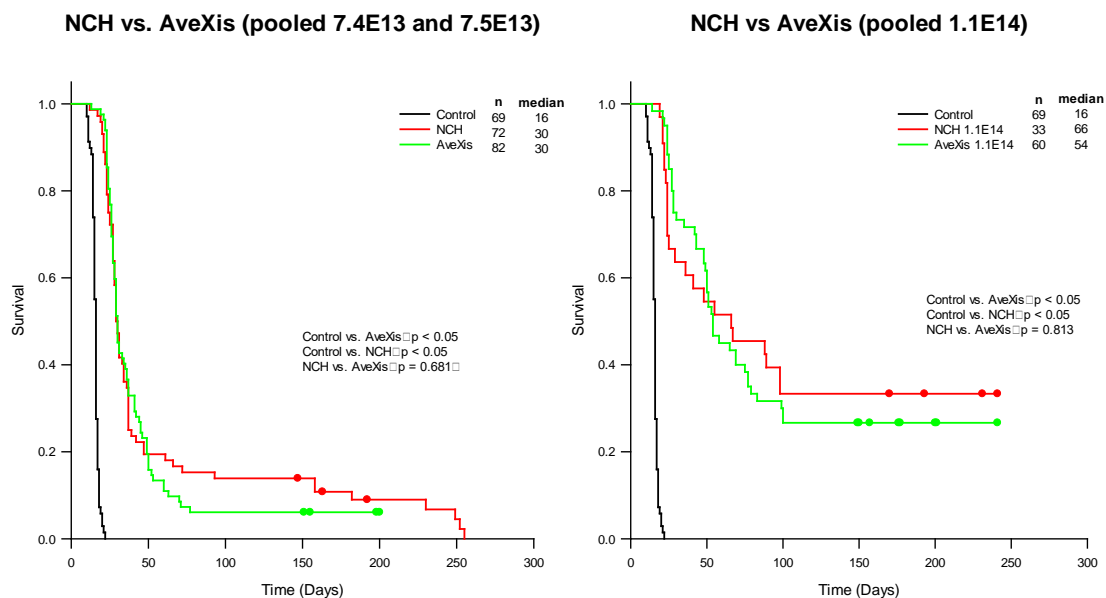 NCH vs. AveXis (pooled 7.4E13 and 7.5E13)
n median
Control 69 16
NCH 72 30
AveXis 82 30
1.0
0.8
0.6
0.4
0.2
0.0
Survival
Control vs. AveXis□p < 0.05
Control vs. NCH□p < 0.05
NCH vs. AveXis□p = 0.681□
0 50 100 150 200 250 300
Time (Days)
NCH vs AveXis (pooled 1.1E14)
n median
Control 69 16
NCH 1.1E14 33 66
AveXis 1.1E14 60 54
1.0
0.8
0.6
0.4
0.2
0.0
Survival
Control vs. AveXis□p < 0.05
Control vs. NCH□p < 0.05
NCH vs. AveXis□p = 0.813
0 50 100 150 200 250 300
Time (Days)